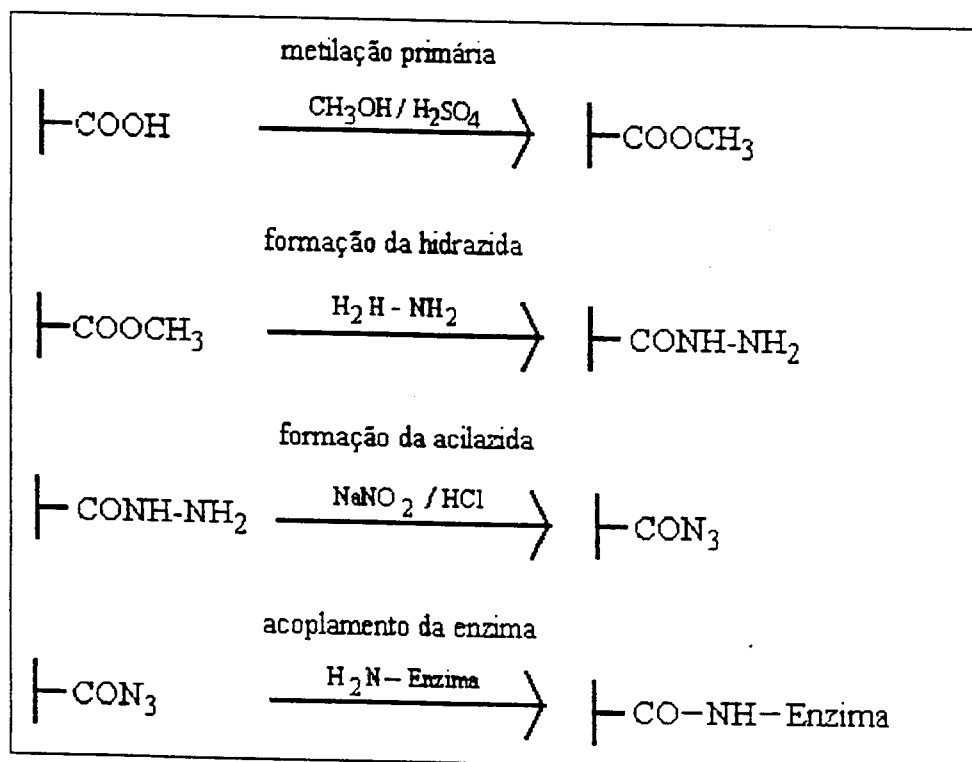 metilação primária
COOH CH3OH / H2SO4 COOCH3
formação da hidrazida
COOCH3 H2 H - NH2 CONH-NH2
formação da acilazida
CONH-NH2 NaNO2 / HCl CON3
acoplamento da enzima
CON3 H2N - Enzima CO-NH-Enzima